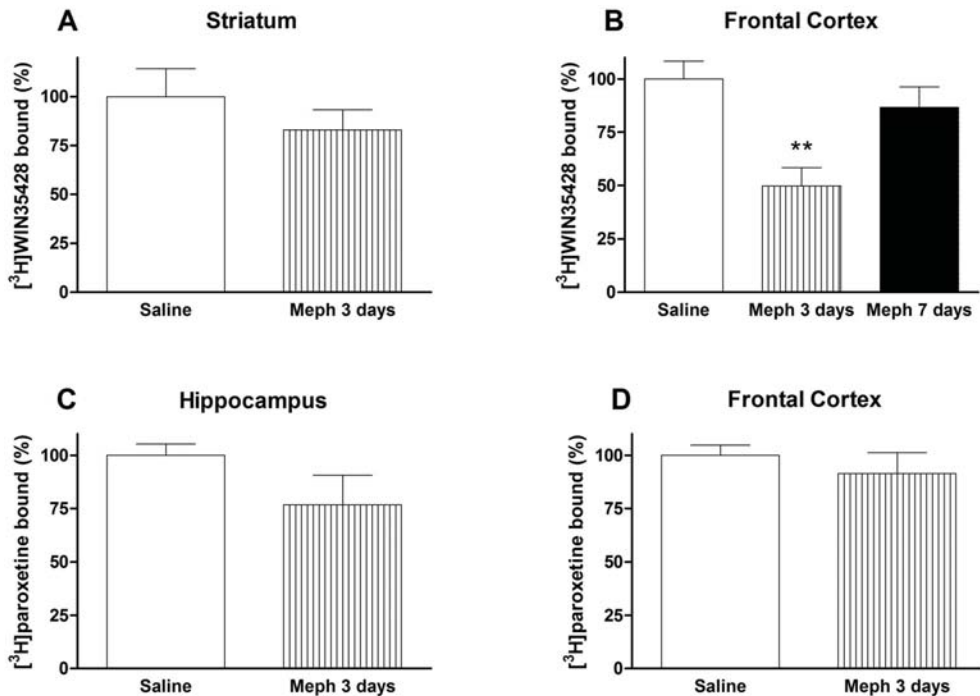 A
Striatum
[³H]WIN35428 bound (%)
100
75
50
25
0
Saline
Meph 3 days
B
Frontal Cortex
[³H]WIN35428 bound (%)
100
75
50
25
0
**
Saline
Meph 3 days
Meph 7 days
C
Hippocampus
[³H]paroxetine bound (%)
100
75
50
25
0
Saline
Meph 3 days
D
Frontal Cortex
[³H]paroxetine bound (%)
100
75
50
25
0
Saline
Meph 3 days